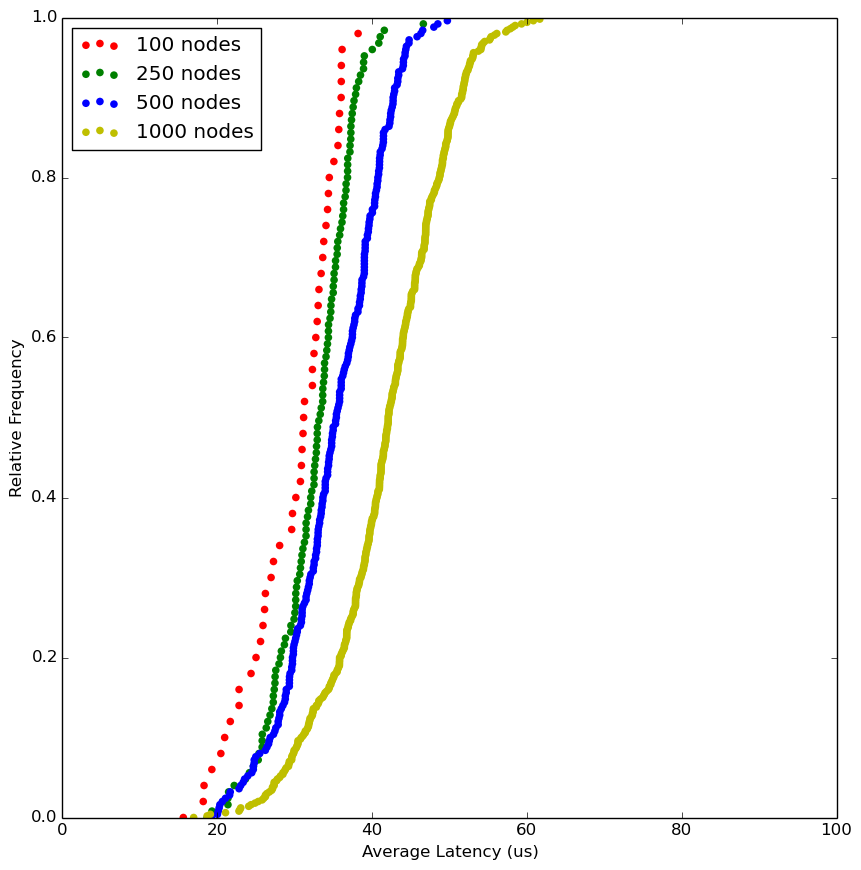 1.0
100 nodes
250 nodes
500 nodes
1000 nodes
0.8
0.6
0.4
0.2
0.0
Relative Frequency
0 20 40 60 80 100
Average Latency (us)